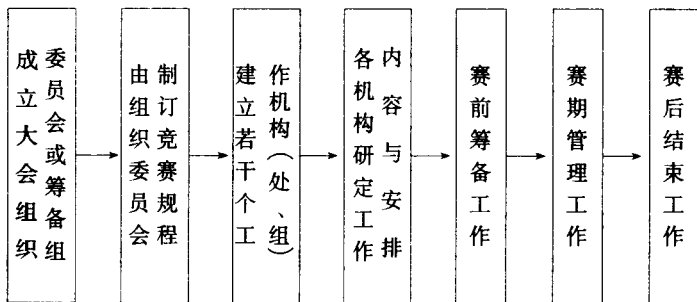 成立大会组织
委员会或筹备组
由组织委员会
制订竞赛规程
建立若干个工
作机构(处、组)
各机构研定工作
内容与安排
赛前筹备工作
赛期管理工作
赛后结束工作